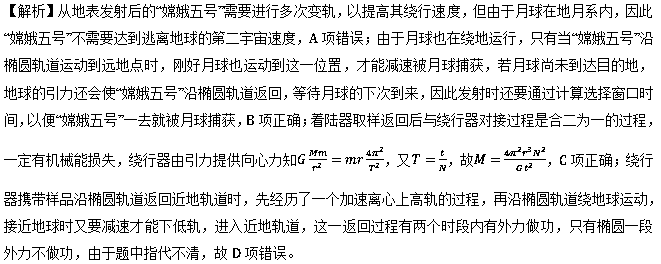 【解析】从地表发射后的“嫦娥五号”需要进行多次变轨，以提高其绕行速度，但由于月球在地月系内，因此
“嫦娥五号”不需要达到逃离地球的第二宇宙速度，A 项错误；由于月球也在绕地运行，只有当“嫦娥五号”沿
椭圆轨道运动到远地点时，刚好月球也运动到这一位置，才能减速被月球捕获，若月球尚未到达目的地，
地球的引力还会使“嫦娥五号”沿椭圆轨道返回，等待月球的下次到来，因此发射时还要通过计算选择窗口时
间，以便“嫦娥五号”一去就被月球捕获，B 项正确；着陆器取样返回后与绕行器对接过程是合二为一的过程，
一定有机械能损失，绕行器由引力提供向心力知$G\frac{Mm}{r^2}=mr\frac{4\pi^2}{T^2}$，又$T=\frac{t}{N}$，故$M=\frac{4\pi^2r^3N^2}{Gt^2}$，C 项正确；绕行
器携带样品沿椭圆轨道返回近地轨道时，先经历了一个加速离心上高轨的过程，再沿椭圆轨道绕地球运动，
接近地球时又要减速才能下低轨，进入近地轨道，这一返回过程有两个时段内有外力做功，只有椭圆一段
外力不做功，由于题中指代不清，故 D 项错误。